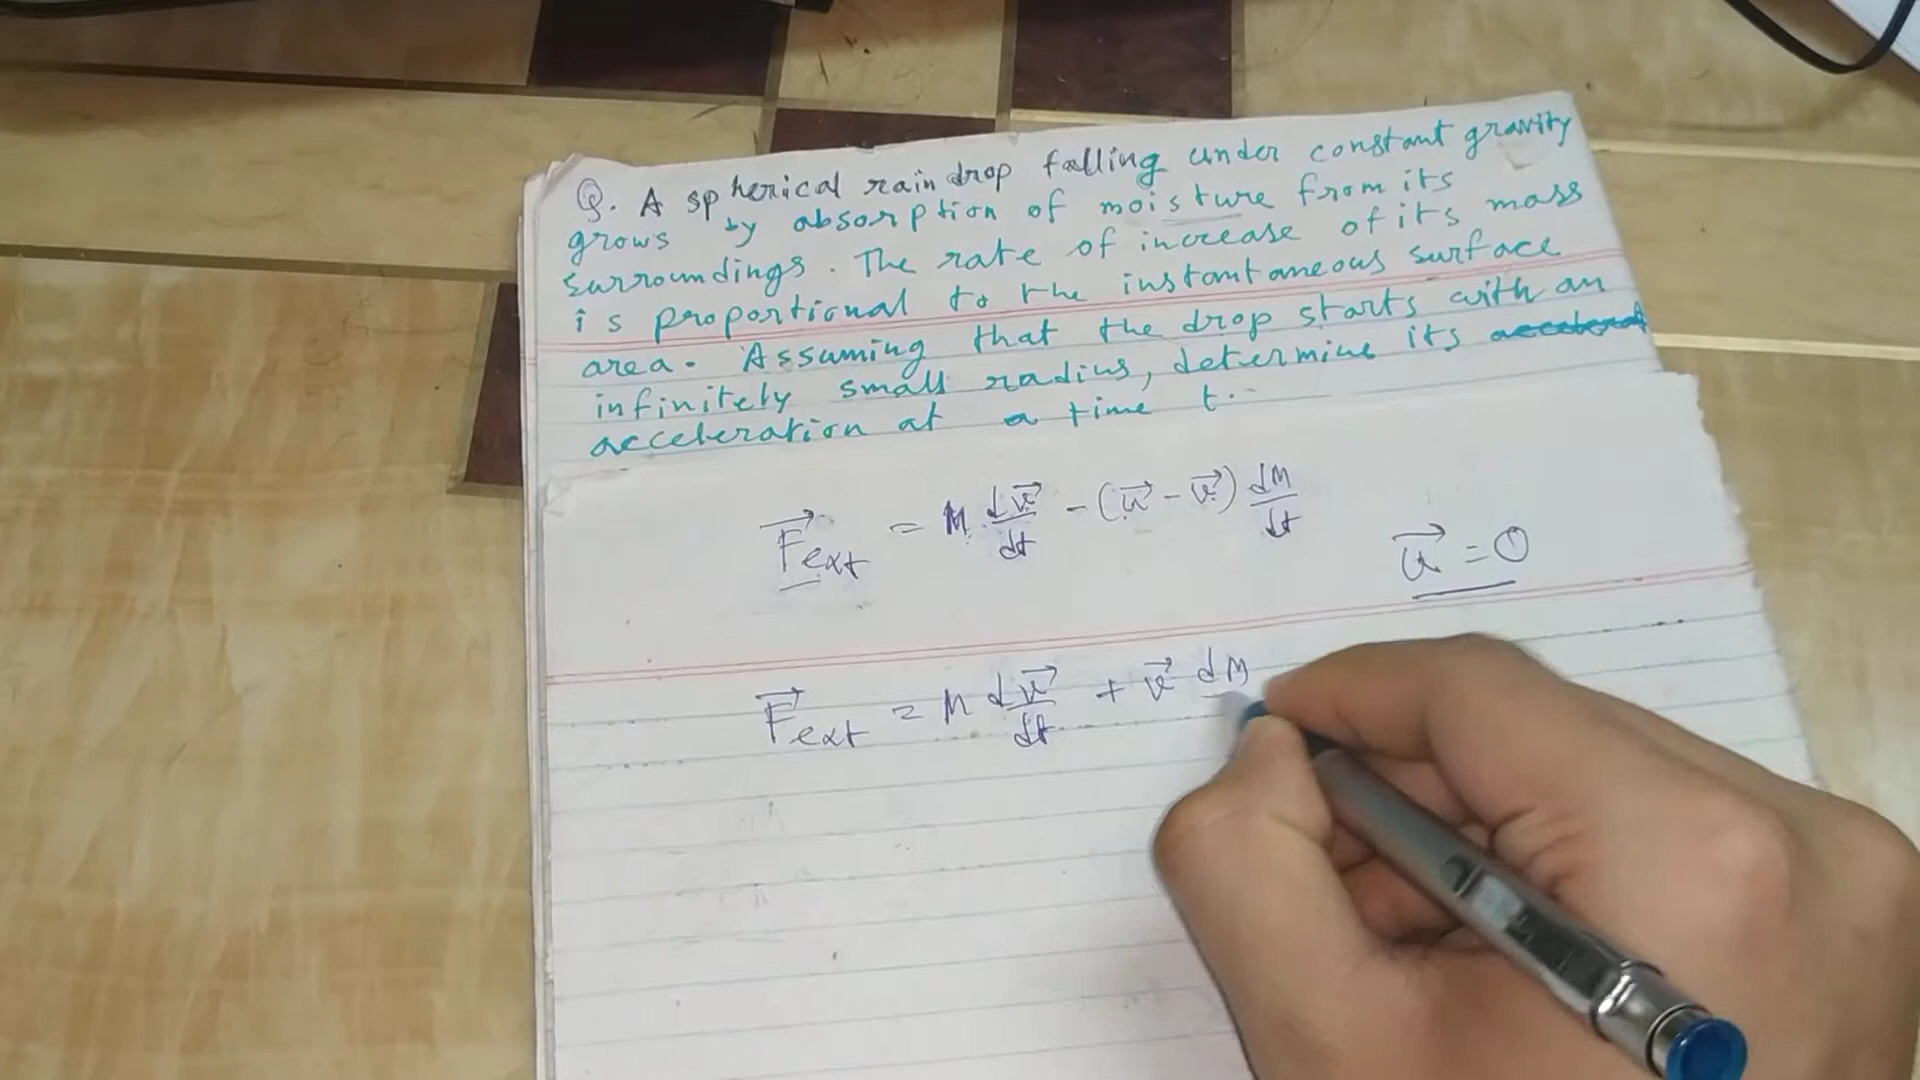 Q. A spherical rain drop falling under constant gravity
grows by absorption of moisture from its
surroundings. The rate of increase of its mass
is proportional to the instantaneous surface
area. Assuming that the drop starts with an
infinitely small radius, determine its
acceleration at a time t.
F⃗ext = M dv⃗/dt - (u⃗ - v⃗) dM/dt
u⃗ = 0
F⃗ext = M dv⃗/dt + v⃗ dM